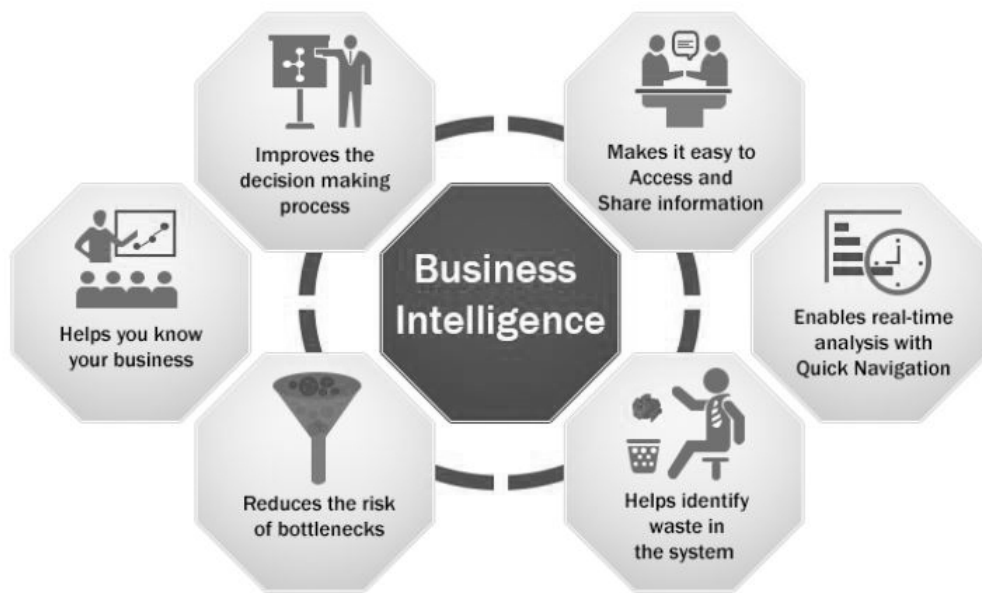 Improves the
decision making
process
Makes it easy to
Access and
Share information
Helps you know
your business
Business
Intelligence
Enables real-time
analysis with
Quick Navigation
Reduces the risk
of bottlenecks
Helps identify
waste in
the system